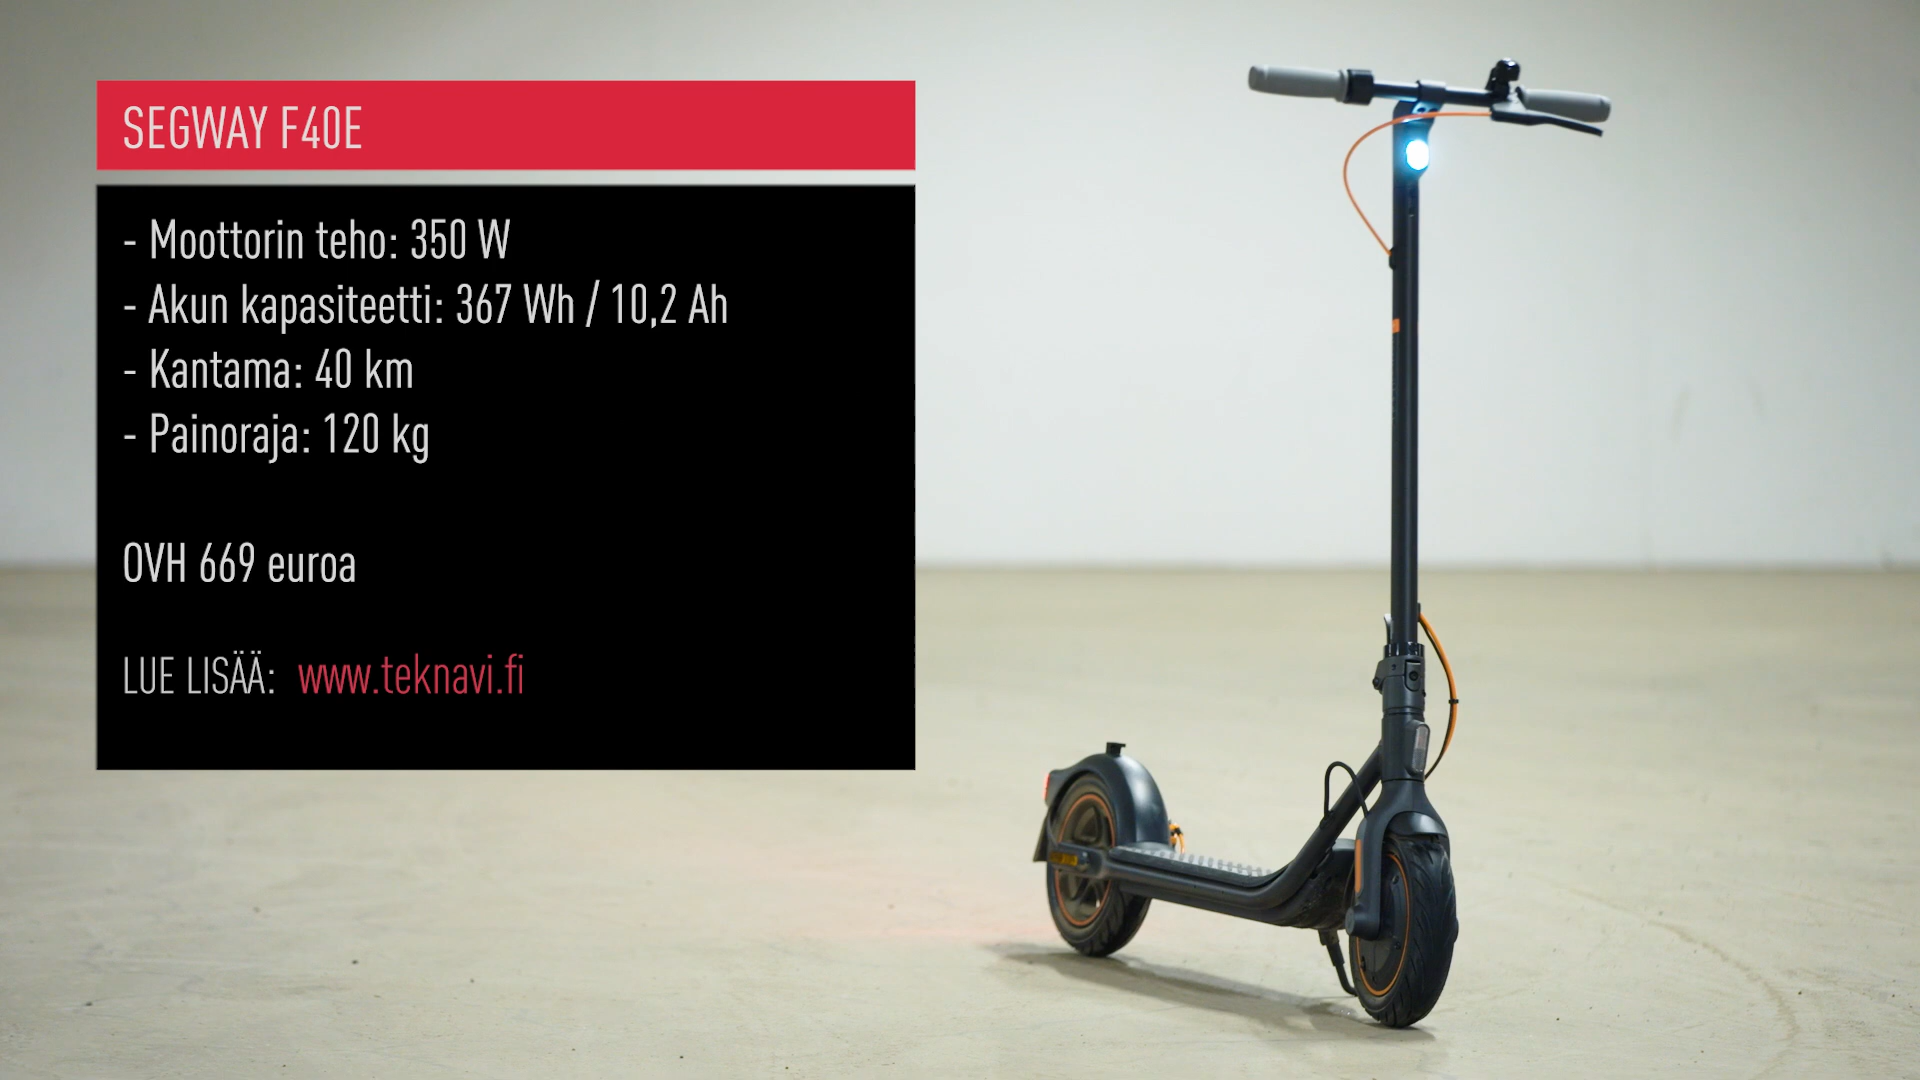 SEGWAY F40E
- Moottorin teho: 350 W
- Akun kapasiteetti: 367 Wh / 10,2 Ah
- Kantama: 40 km
- Painoraja: 120 kg
OVH 669 euroa
LUE LISÄÄ: www.teknavi.fi